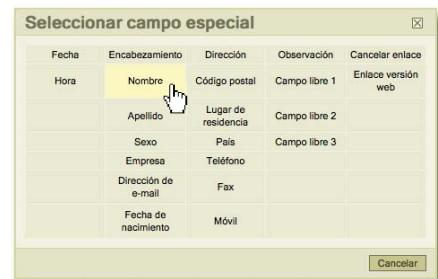 Seleccionar campo especial
Fecha Encabezamiento Dirección Observación Cancelar enlace
Hora Nombre Código postal Campo libre 1 Enlace versión
web
Apellido Lugar de
residencia Campo libre 2
Sexo País Campo libre 3
Empresa Teléfono
Dirección de
e-mail Fax
Fecha de
nacimiento Móvil
Cancelar